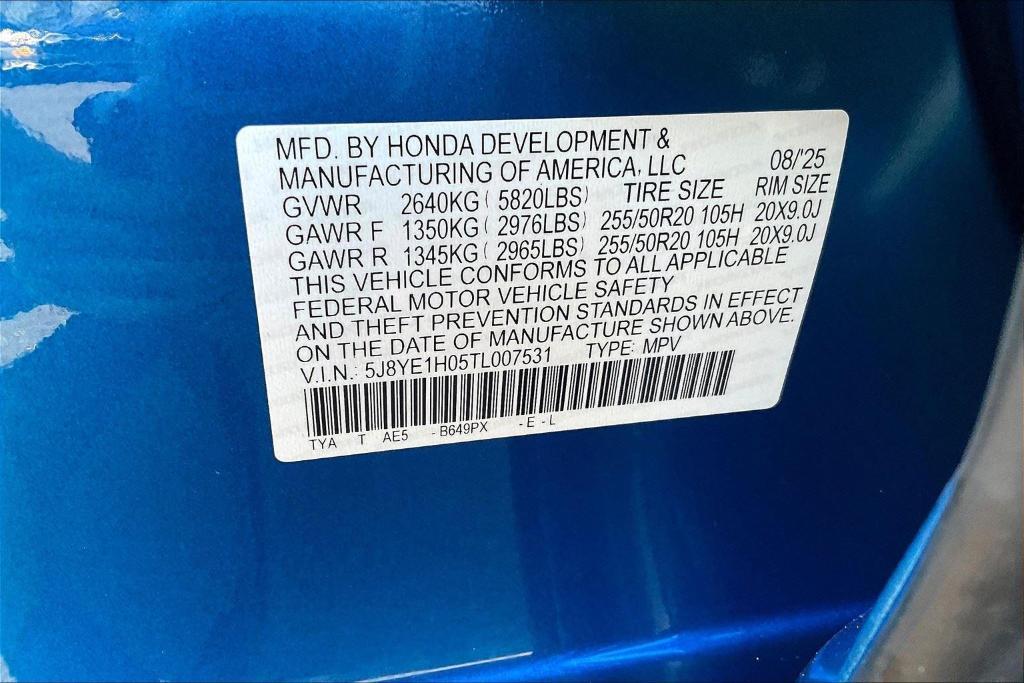 MFD. BY HONDA DEVELOPMENT &
MANUFACTURING OF AMERICA, LLC 08/'25
GVWR 2640KG ( 5820LBS) TIRE SIZE RIM SIZE
GAWR F 1350KG ( 2976LBS) 255/50R20 105H 20X9.0J
GAWR R 1345KG ( 2965LBS) 255/50R20 105H 20X9.0J
THIS VEHICLE CONFORMS TO ALL APPLICABLE
FEDERAL MOTOR VEHICLE SAFETY
AND THEFT PREVENTION STANDARDS IN EFFECT
ON THE DATE OF MANUFACTURE SHOWN ABOVE.
V.I.N.: 5J8YE1H05TL007531 TYPE: MPV
TYA T AE5 - B649PX - E - L